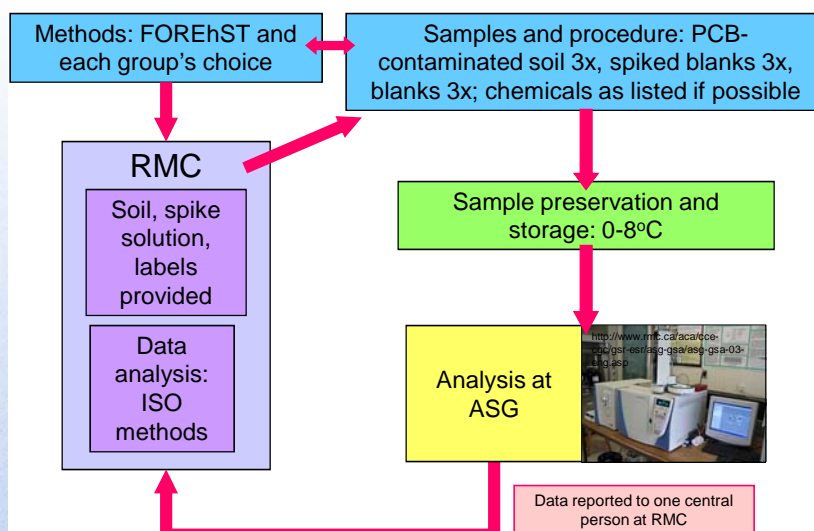 Methods: FOREhST and
each group's choice
Samples and procedure: PCB-
contaminated soil 3x, spiked blanks 3x,
blanks 3x; chemicals as listed if possible
RMC
Soil, spike
solution,
labels
provided
Data
analysis:
ISO
methods
Sample preservation and
storage: 0-8°C
Analysis at
ASG
http://www.rmc.ca/aca/cce-
cgc/gsr-esr/asg-gsa/asg-gsa-03-
eng.asp
Data reported to one central
person at RMC